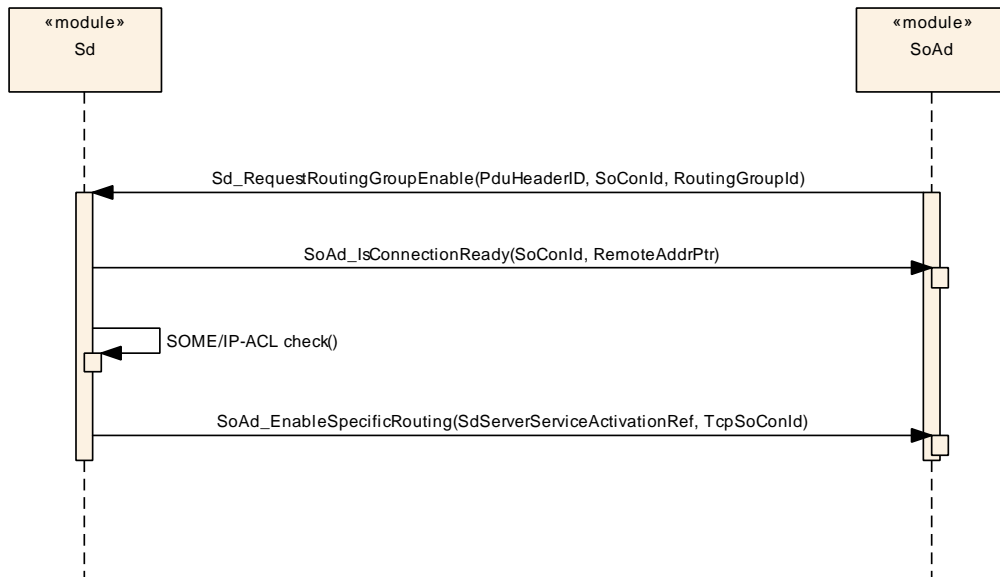 «module»
Sd
«module»
SoAd
Sd_RequestRoutingGroupEnable(PduHeaderID, SoConId, RoutingGroupId)
SoAd_IsConnectionReady(SoConId, RemoteAddrPtr)
SOME/IP-ACL check()
SoAd_EnableSpecificRouting(SdServerServiceActivationRef, TcpSoConId)